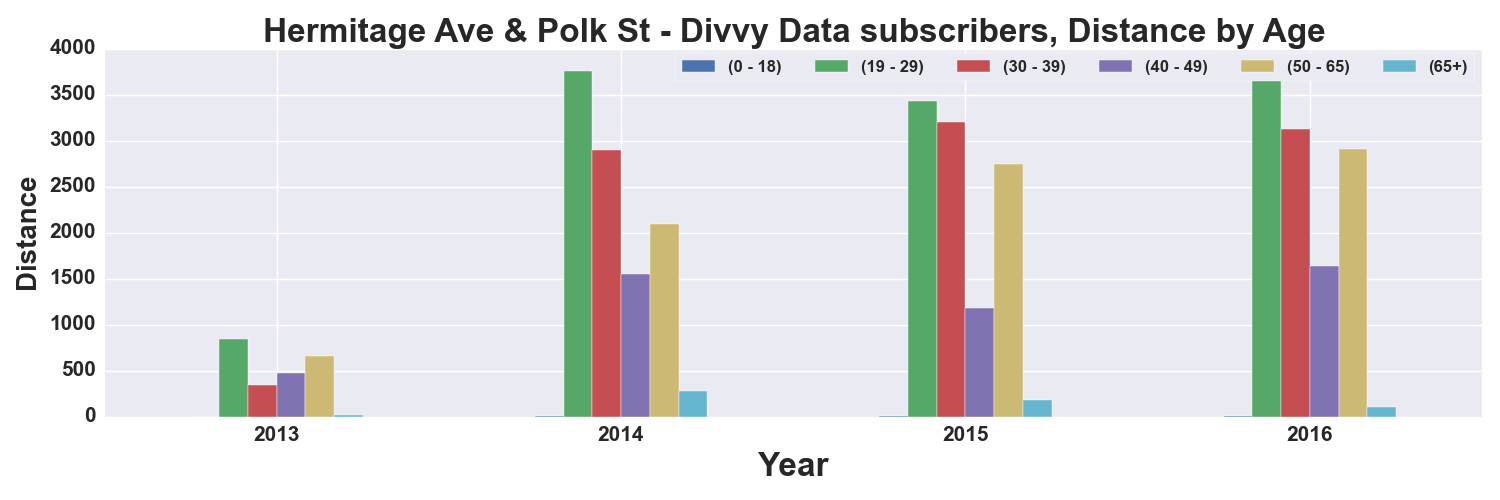 Hermitage Ave & Polk St - Divvy Data subscribers, Distance by Age
(0 - 18) (19 - 29) (30 - 39) (40 - 49) (50 - 65) (65+)
4000
3500
3000
2500
2000
1500
1000
500
0
Distance
2013 2014 2015 2016
Year